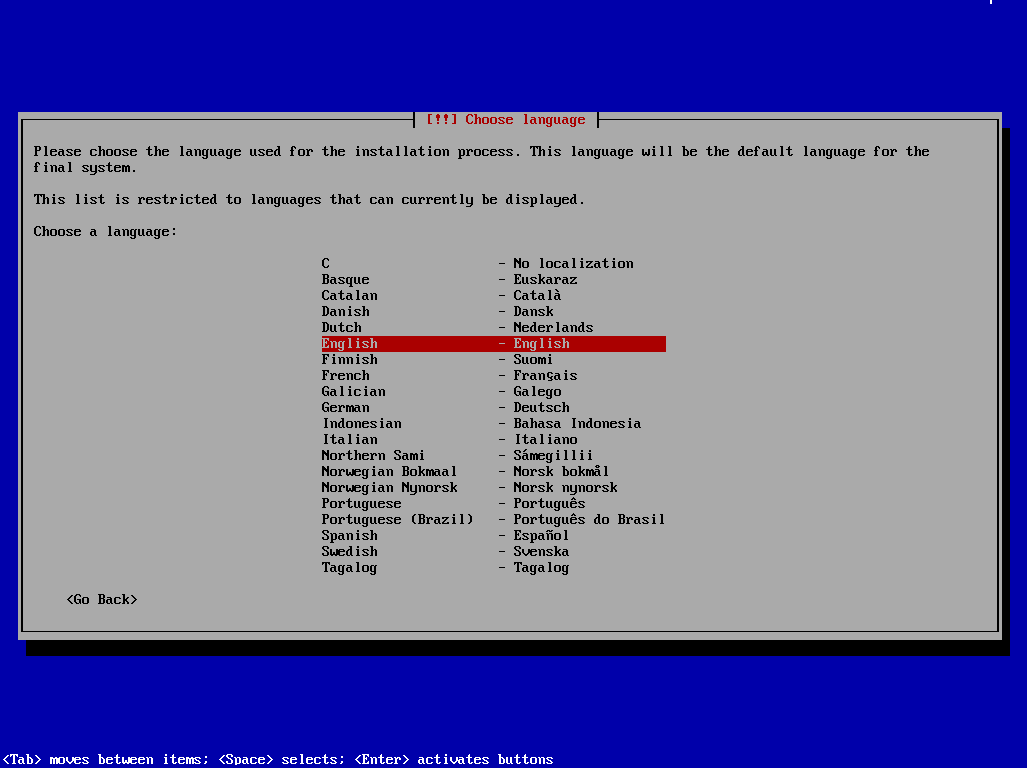 [!!] Choose language
Please choose the language used for the installation process. This language will be the default language for the
final system.
This list is restricted to languages that can currently be displayed.
Choose a language:
C - No localization
Basque - Euskaraz
Catalan - Català
Danish - Dansk
Dutch - Nederlands
English - English
Finnish - Suomi
French - Français
Galician - Galego
German - Deutsch
Indonesian - Bahasa Indonesia
Italian - Italiano
Northern Sami - Sámegillii
Norwegian Bokmaal - Norsk bokmål
Norwegian Nynorsk - Norsk nynorsk
Portuguese - Português
Portuguese (Brazil) - Português do Brasil
Spanish - Español
Swedish - Svenska
Tagalog - Tagalog
<Go Back>
<Tab> moves between items; <Space> selects; <Enter> activates buttons